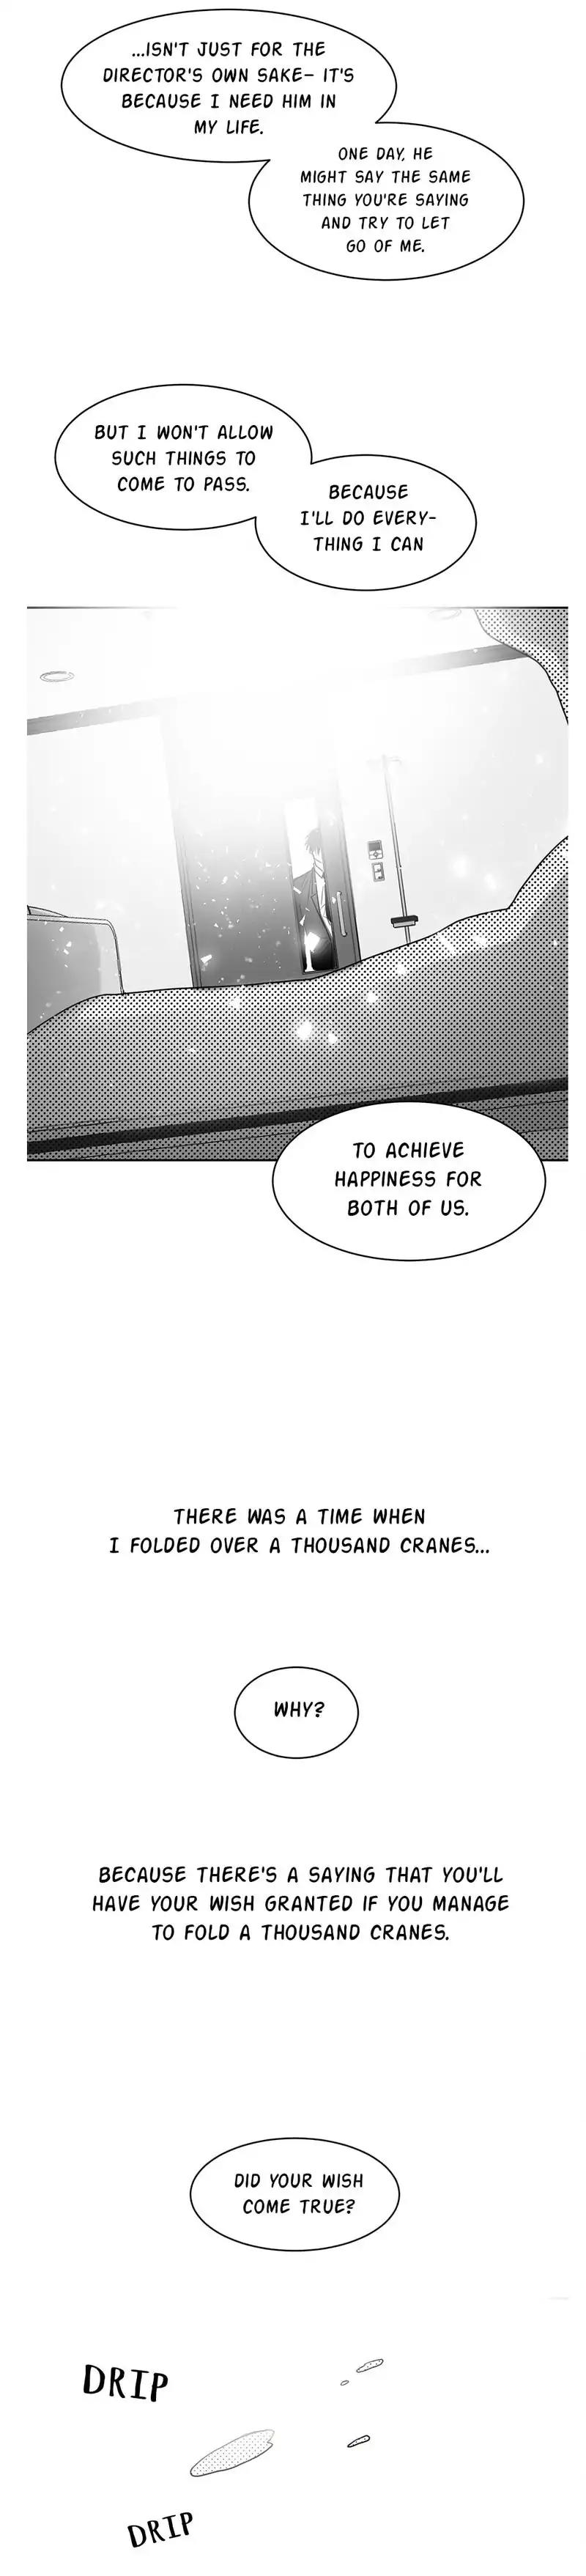 ...ISN'T JUST FOR THE
DIRECTOR'S OWN SAKE- IT'S
BECAUSE I NEED HIM IN
MY LIFE.
ONE DAY, HE
MIGHT SAY THE SAME
THING YOU'RE SAYING
AND TRY TO LET
GO OF ME.
BUT I WON'T ALLOW
SUCH THINGS TO
COME TO PASS.
BECAUSE
I'LL DO EVERY-
THING I CAN
TO ACHIEVE
HAPPINESS FOR
BOTH OF US.
THERE WAS A TIME WHEN
I FOLDED OVER A THOUSAND CRANES...
WHY?
BECAUSE THERE'S A SAYING THAT YOU'LL
HAVE YOUR WISH GRANTED IF YOU MANAGE
TO FOLD A THOUSAND CRANES.
DID YOUR WISH
COME TRUE?
DRIP
DRIP